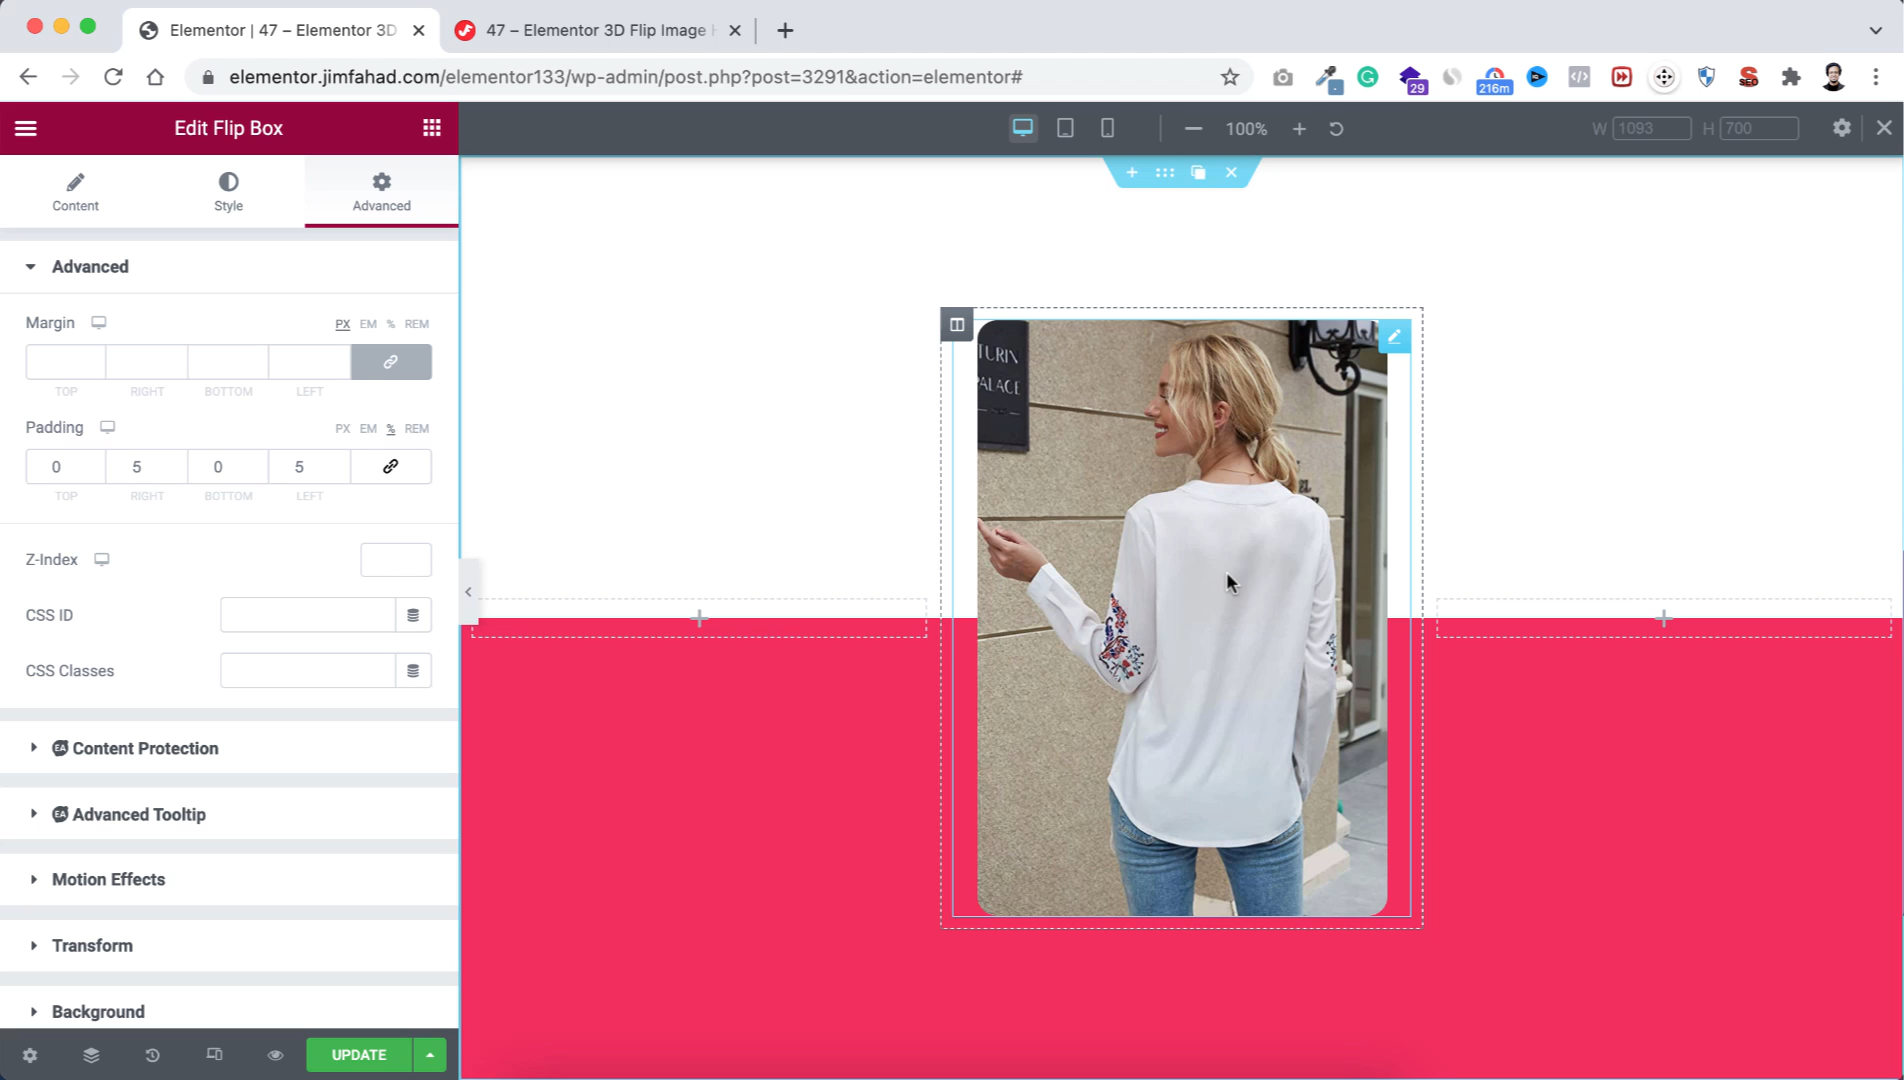 Elementor | 47 – Elementor 3D
47 – Elementor 3D Flip Image
elementor.jimfahad.com/elementor133/wp-admin/post.php?post=3291&action=elementor#
29
216m
SEO
Edit Flip Box
100%
W 1093 H 700
Content
Style
Advanced
Advanced
Margin PX EM % REM
TOP RIGHT BOTTOM LEFT
Padding PX EM % REM
0 5 0 5
TOP RIGHT BOTTOM LEFT
Z-Index
CSS ID
CSS Classes
EA Content Protection
EA Advanced Tooltip
Motion Effects
Transform
Background
UPDATE
TURIN
PALACE